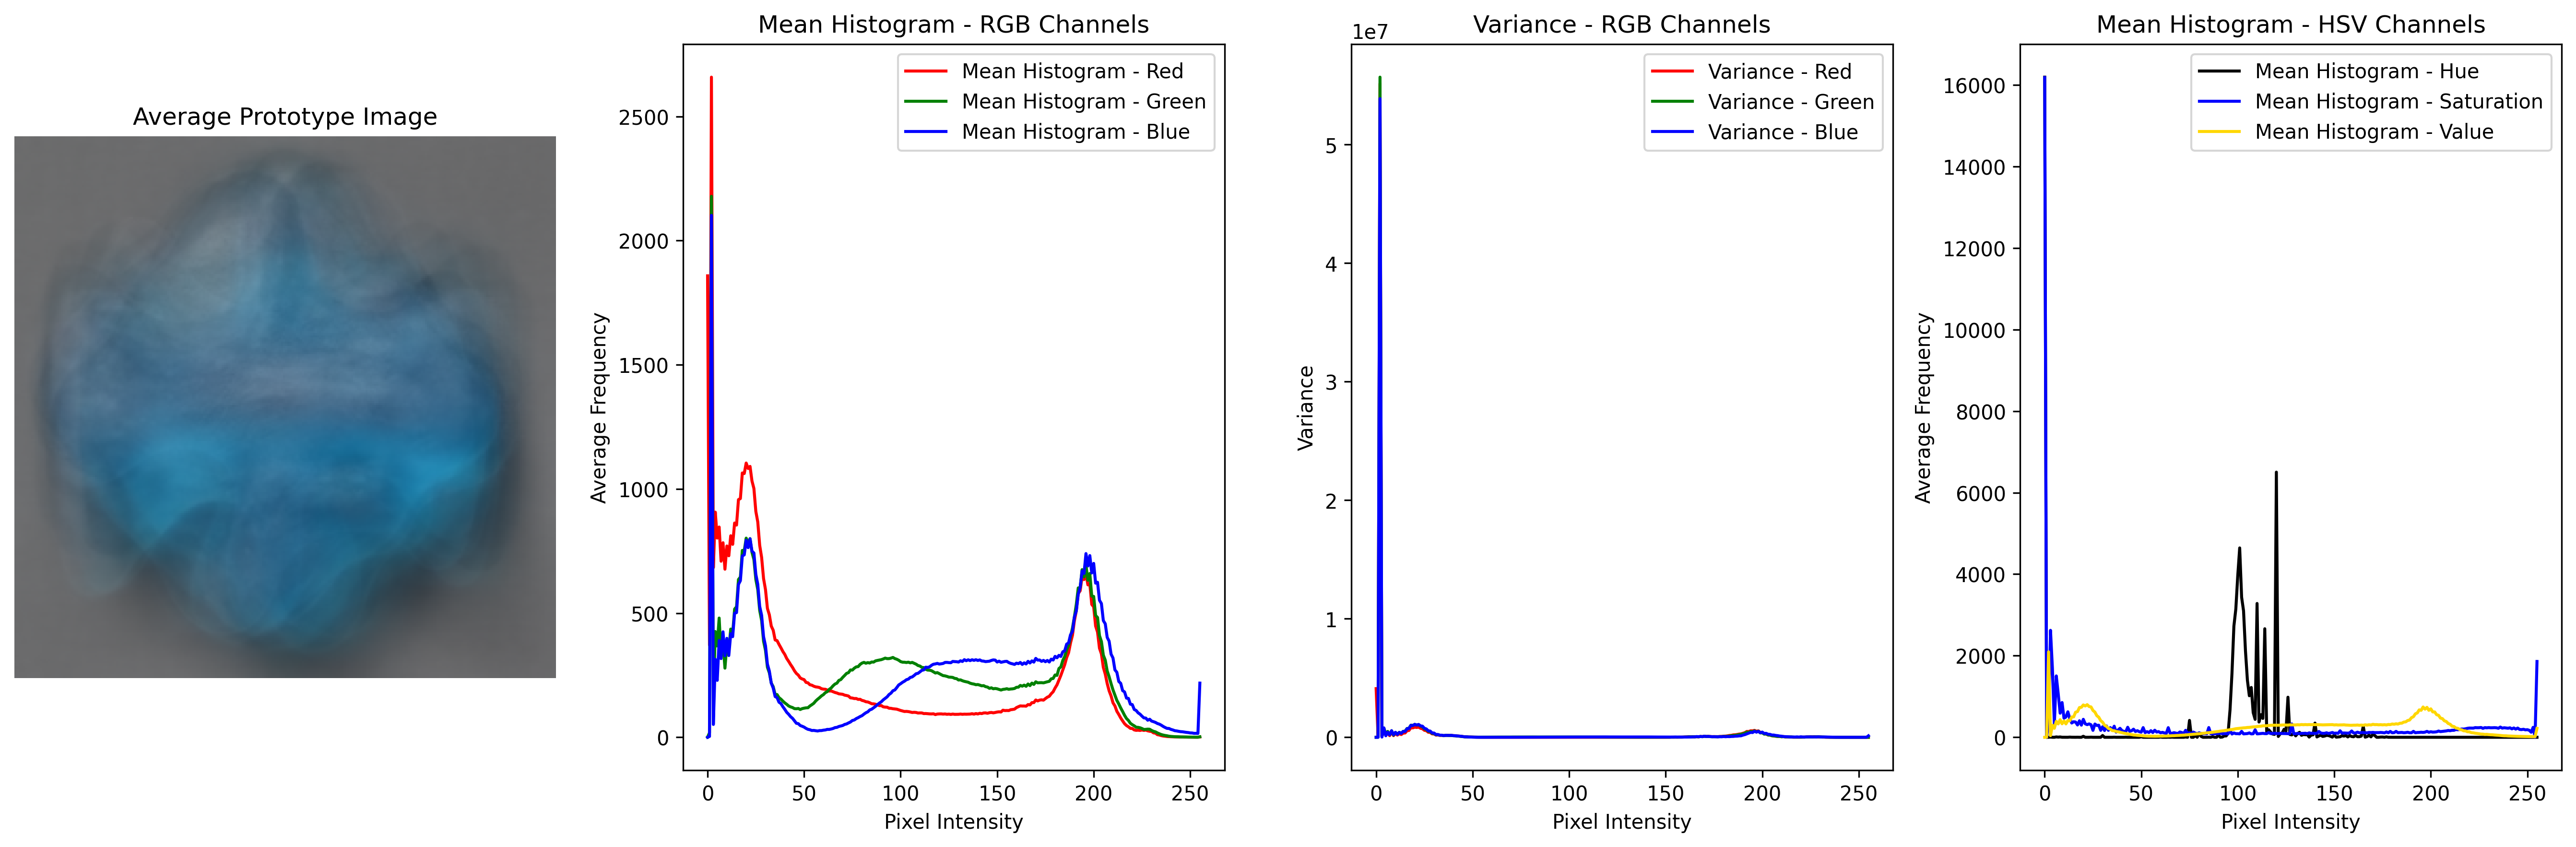 Average Prototype Image
Mean Histogram - RGB Channels
Mean Histogram - Red
Mean Histogram - Green
Mean Histogram - Blue
Average Frequency
2500
2000
1500
1000
500
0
0 50 100 150 200 250
Pixel Intensity
Variance - RGB Channels
1e7
Variance - Red
Variance - Green
Variance - Blue
Variance
5
4
3
2
1
0
0 50 100 150 200 250
Pixel Intensity
Mean Histogram - HSV Channels
Mean Histogram - Hue
Mean Histogram - Saturation
Mean Histogram - Value
Average Frequency
16000
14000
12000
10000
8000
6000
4000
2000
0
0 50 100 150 200 250
Pixel Intensity